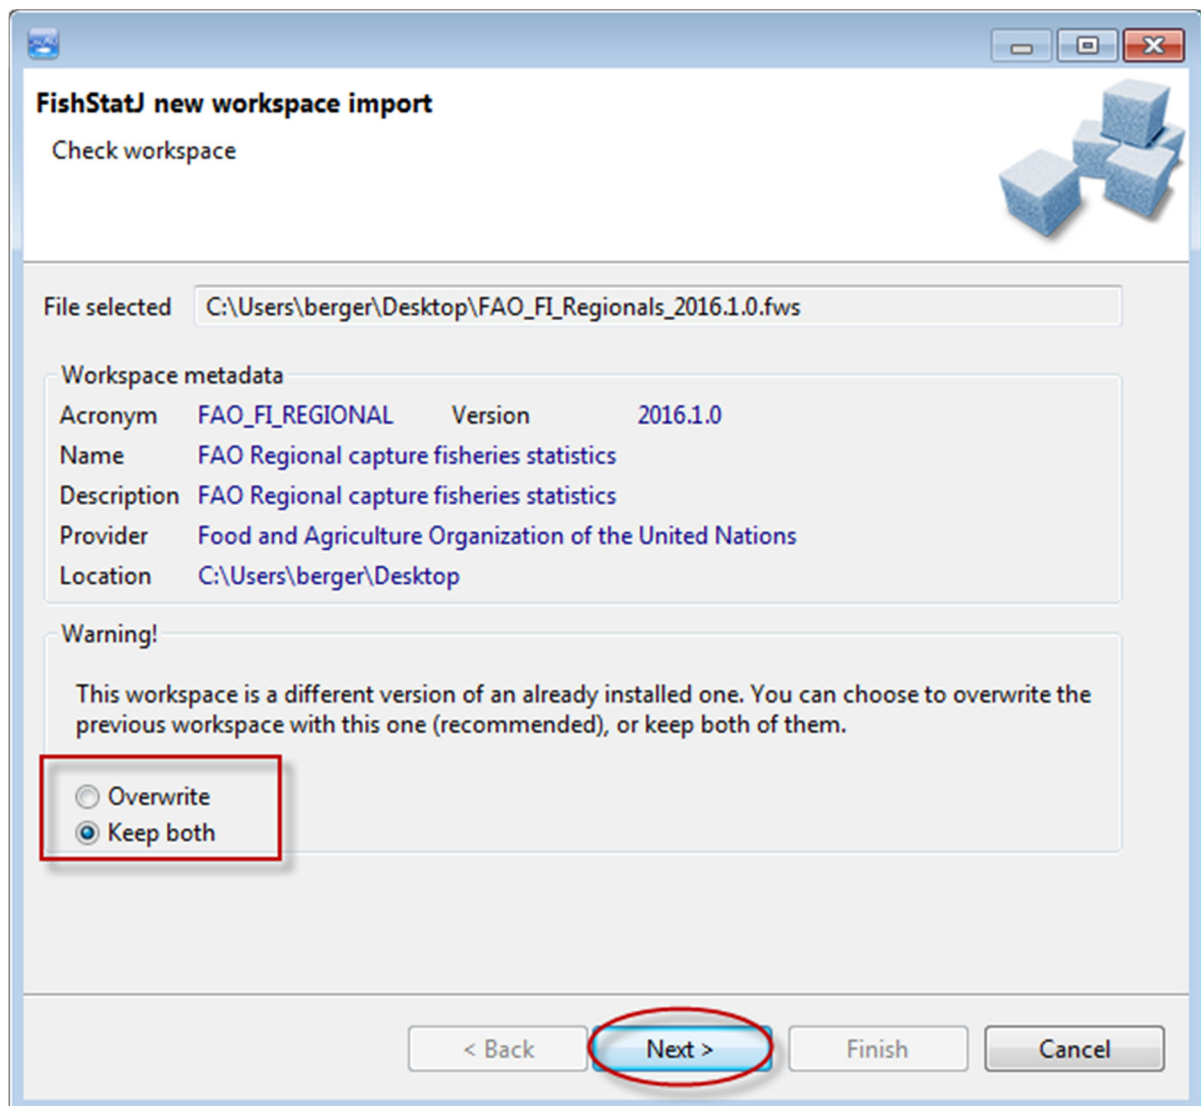 FishStatJ new workspace import
Check workspace
File selected C:\Users\berger\Desktop\FAO_FI_Regionals_2016.1.0.fws
Workspace metadata
Acronym FAO_FI_REGIONAL Version 2016.1.0
Name FAO Regional capture fisheries statistics
Description FAO Regional capture fisheries statistics
Provider Food and Agriculture Organization of the United Nations
Location C:\Users\berger\Desktop
Warning!
This workspace is a different version of an already installed one. You can choose to overwrite the
previous workspace with this one (recommended), or keep both of them.
Overwrite
Keep both
< Back Next > Finish Cancel